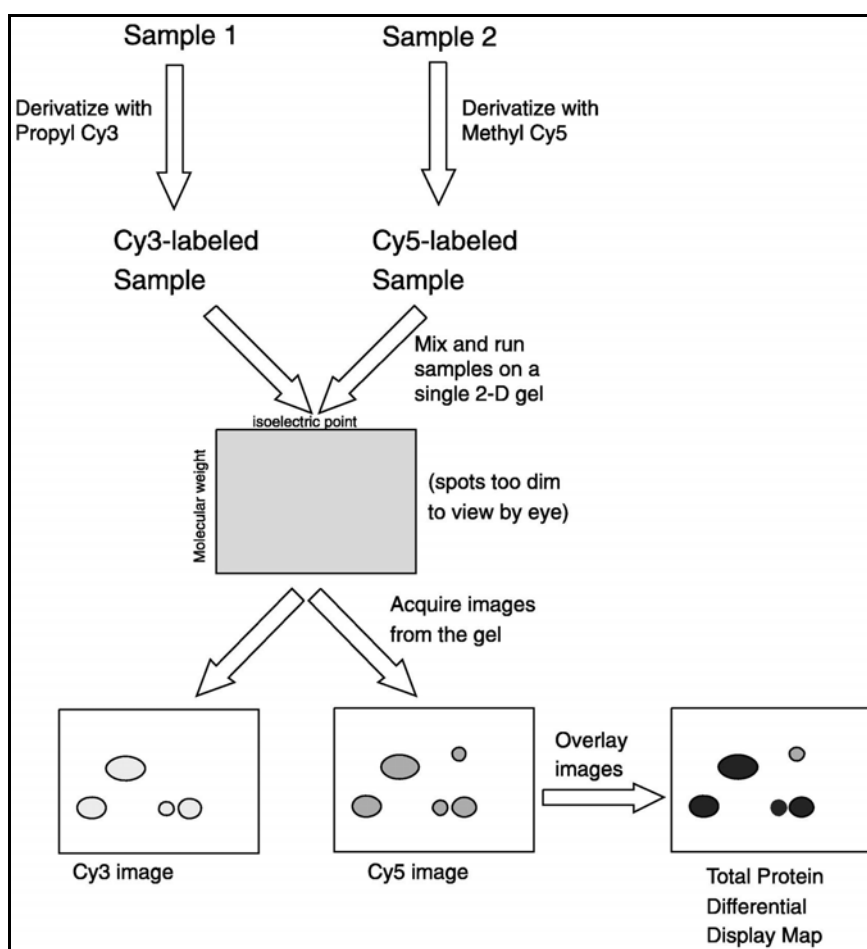 Sample 1
Sample 2
Derivatize with
Propyl Cy3
Derivatize with
Methyl Cy5
Cy3-labeled
Sample
Cy5-labeled
Sample
Mix and run
samples on a
single 2-D gel
isoelectric point
Molecular weight
(spots too dim
to view by eye)
Acquire images
from the gel
Overlay
images
Cy3 image
Cy5 image
Total Protein
Differential
Display Map